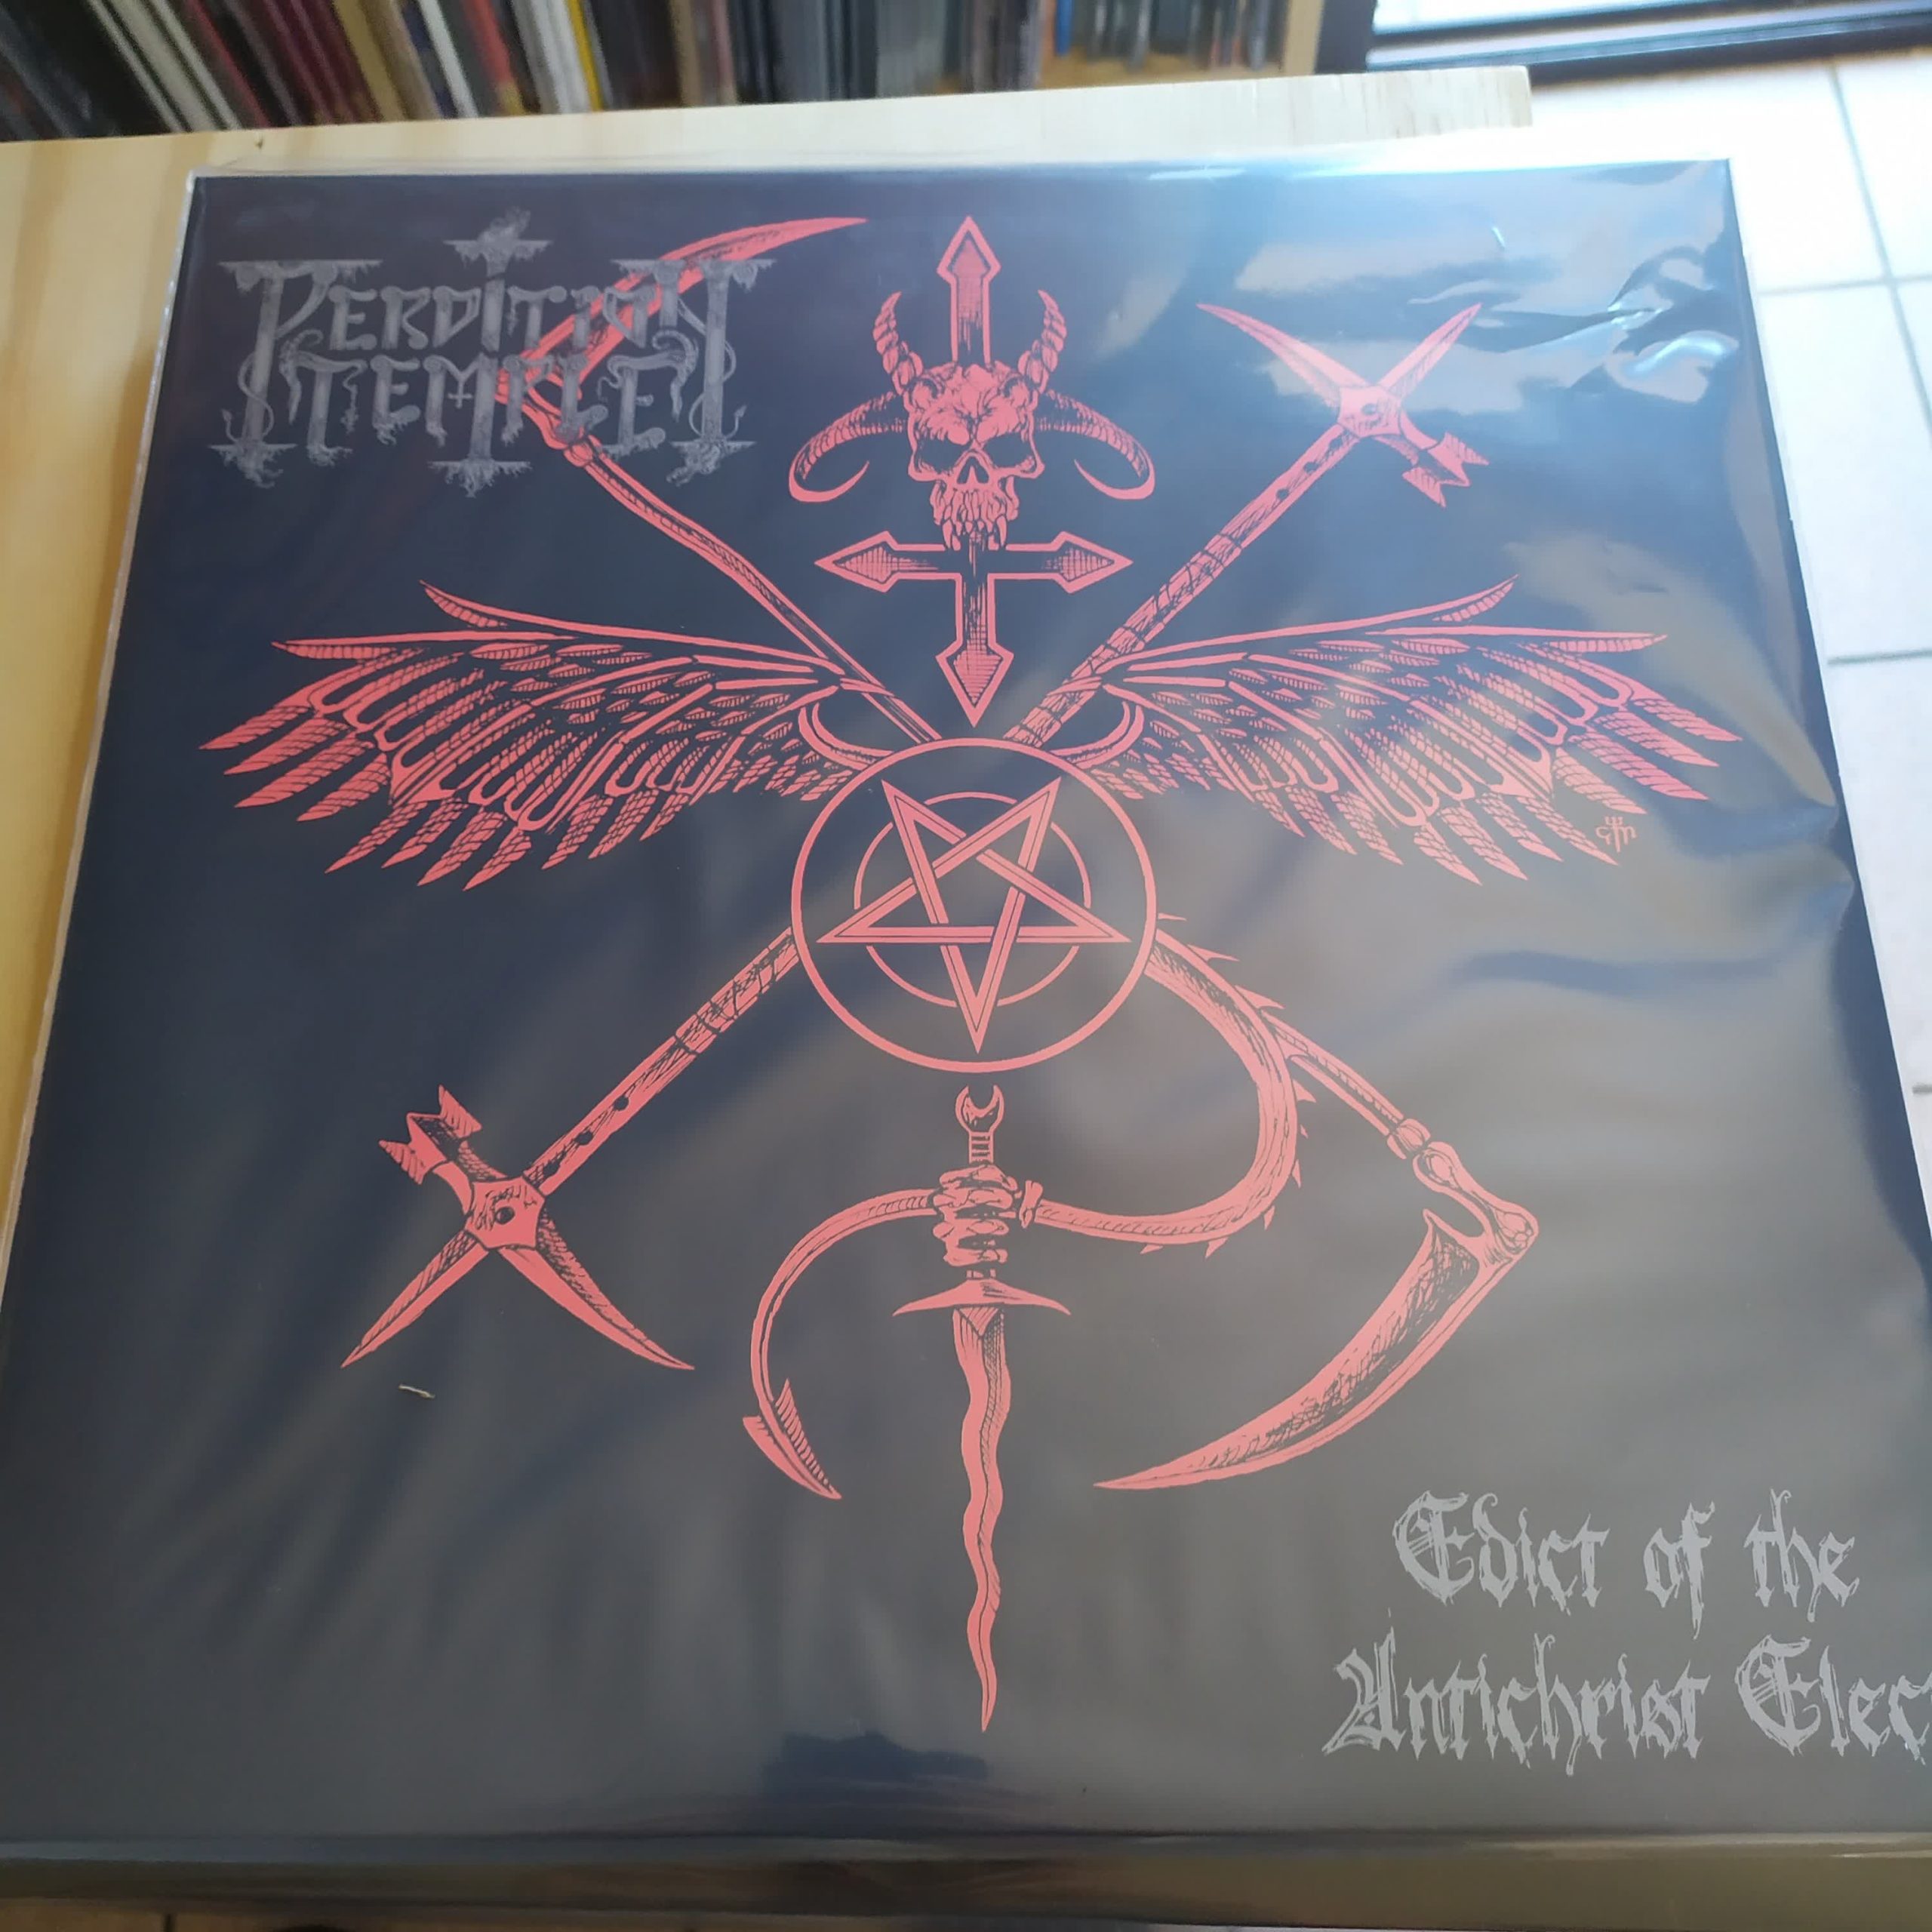 PERDITION
TEMPLE
Edict of the
Antichrist Elec